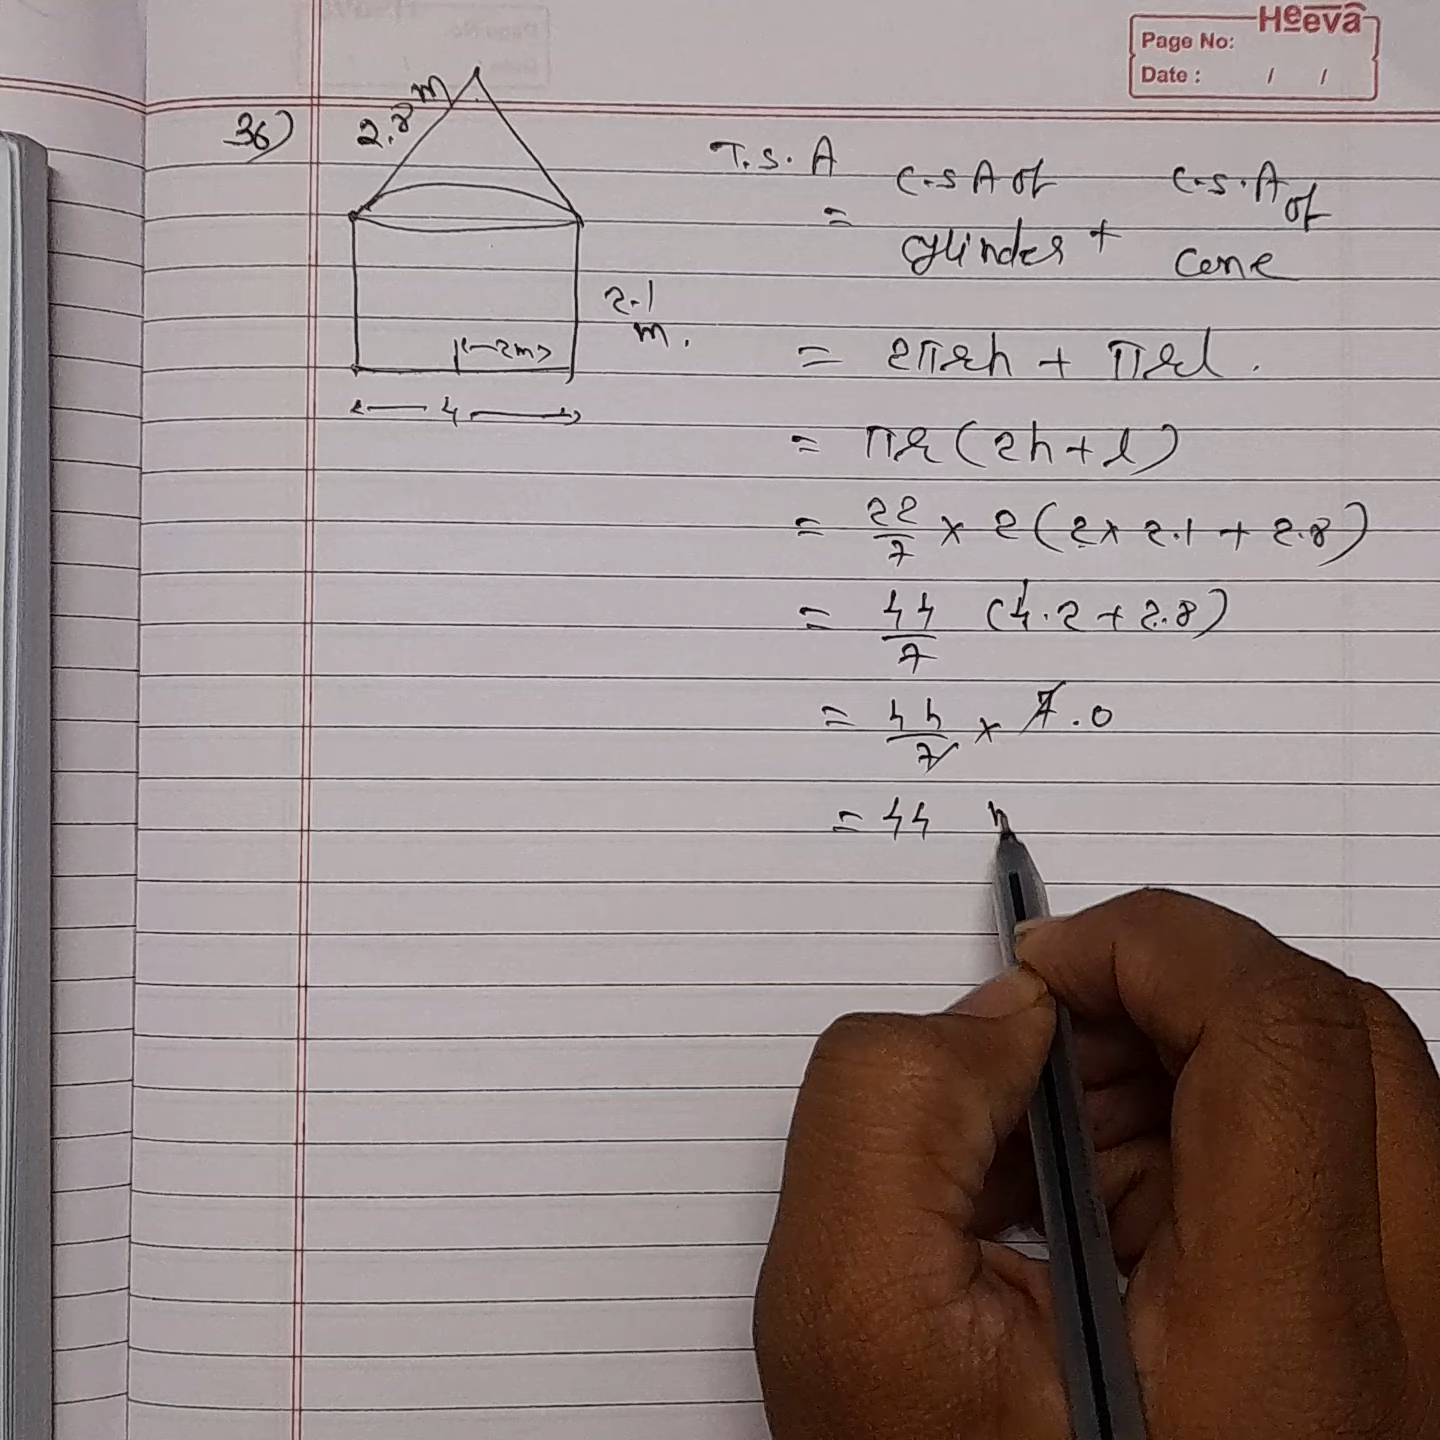 Heeva
Page No:
Date : / /
36)
2.8 m
2.1
m.
2m
4
T.S.A
= C.S A of cylinder + C.S.A of cone
= 2πrh + πrl.
= πr(2h+l)
= 22/7 × 2(2×2.1 + 2.8)
= 44/7 (4.2+2.8)
= 44/7 × 7.0
= 44